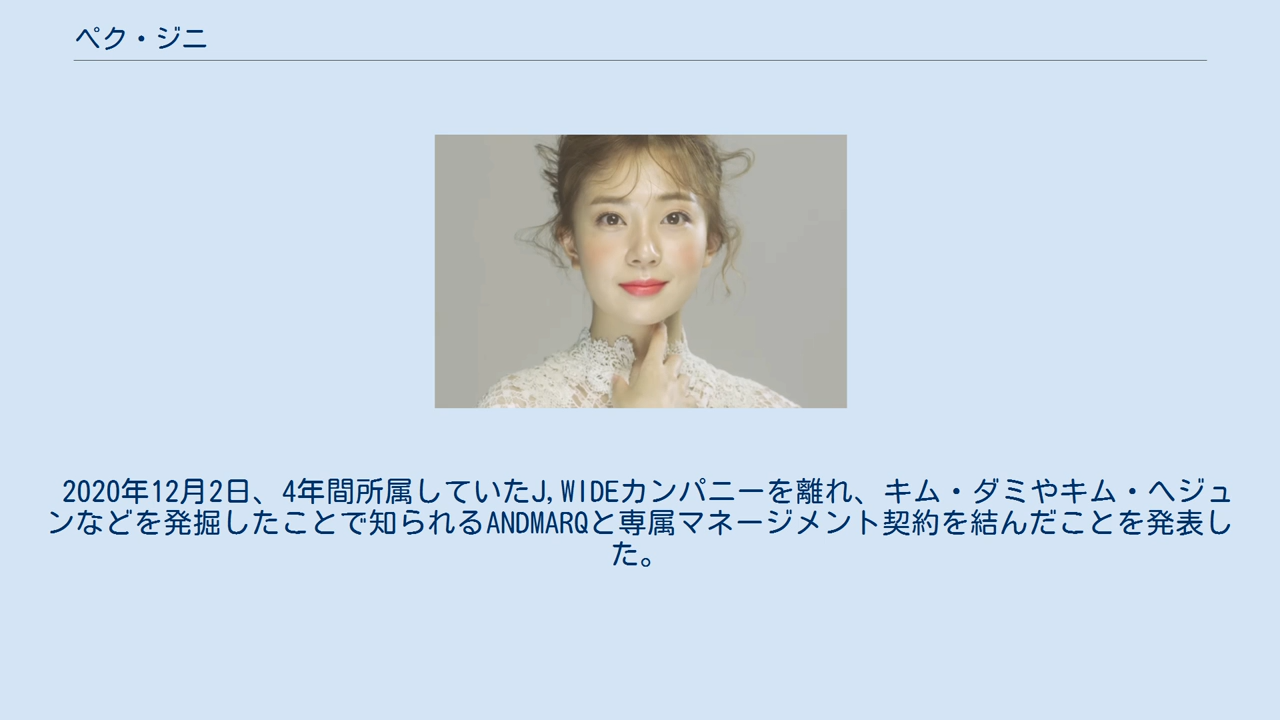 ペク・ジニ
2020年12月2日、4年間所属していたJ,WIDEカンパニーを離れ、キム・ダミやキム・ヘジュ
ンなどを発掘したことで知られるANDMARQと専属マネージメント契約を結んだことを発表し
た。